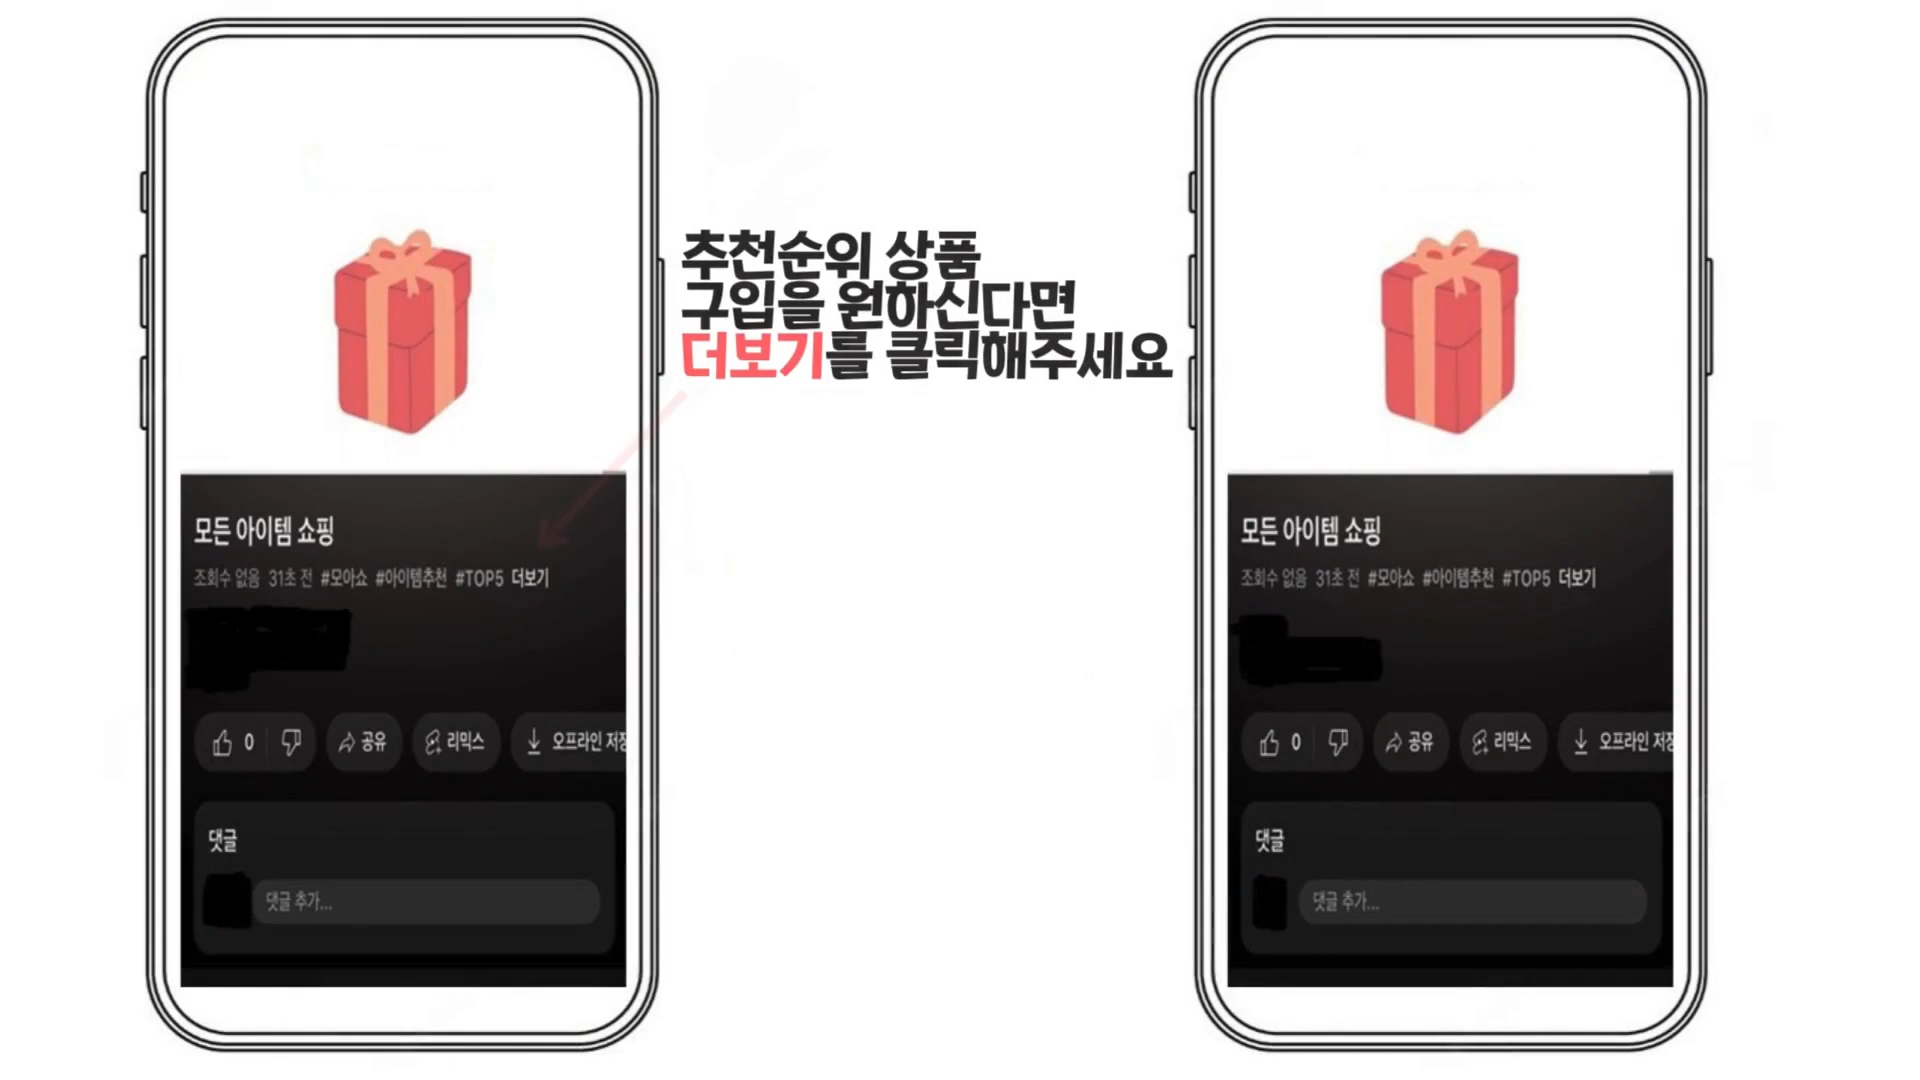 추천순위 상품
구입을 원하신다면
더보기를 클릭해주세요
모든 아이템 쇼핑
조회수 없음 31초 전 #모아쇼 #아이템추천 #TOP5 더보기
0 공유 리믹스 오프라인 저장
댓글
댓글 추가...
모든 아이템 쇼핑
조회수 없음 31초 전 #모아쇼 #아이템추천 #TOP5 더보기
0 공유 리믹스 오프라인 저장
댓글
댓글 추가...